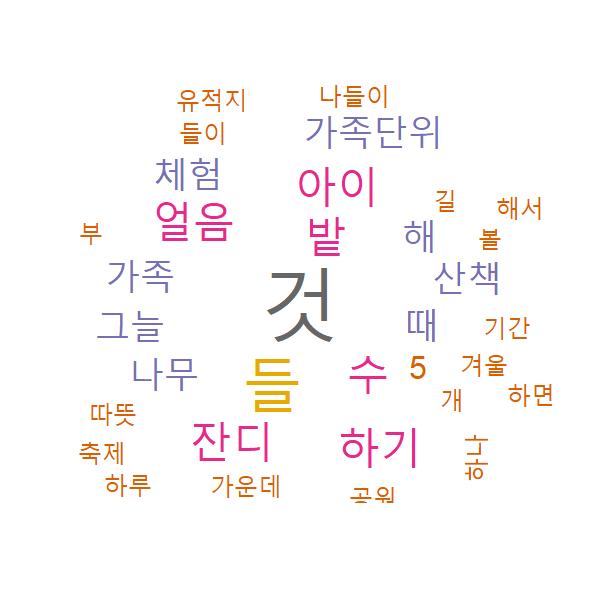 유적지
나들이
들이
가족단위
체험
아이
길
해서
얼음
밭
해
볼
부
가족
것
산책
그늘
때
기간
나무
들
수
5
겨울
개
하면
따뜻
잔디
하기
축제
하나
하루
가운데
공원